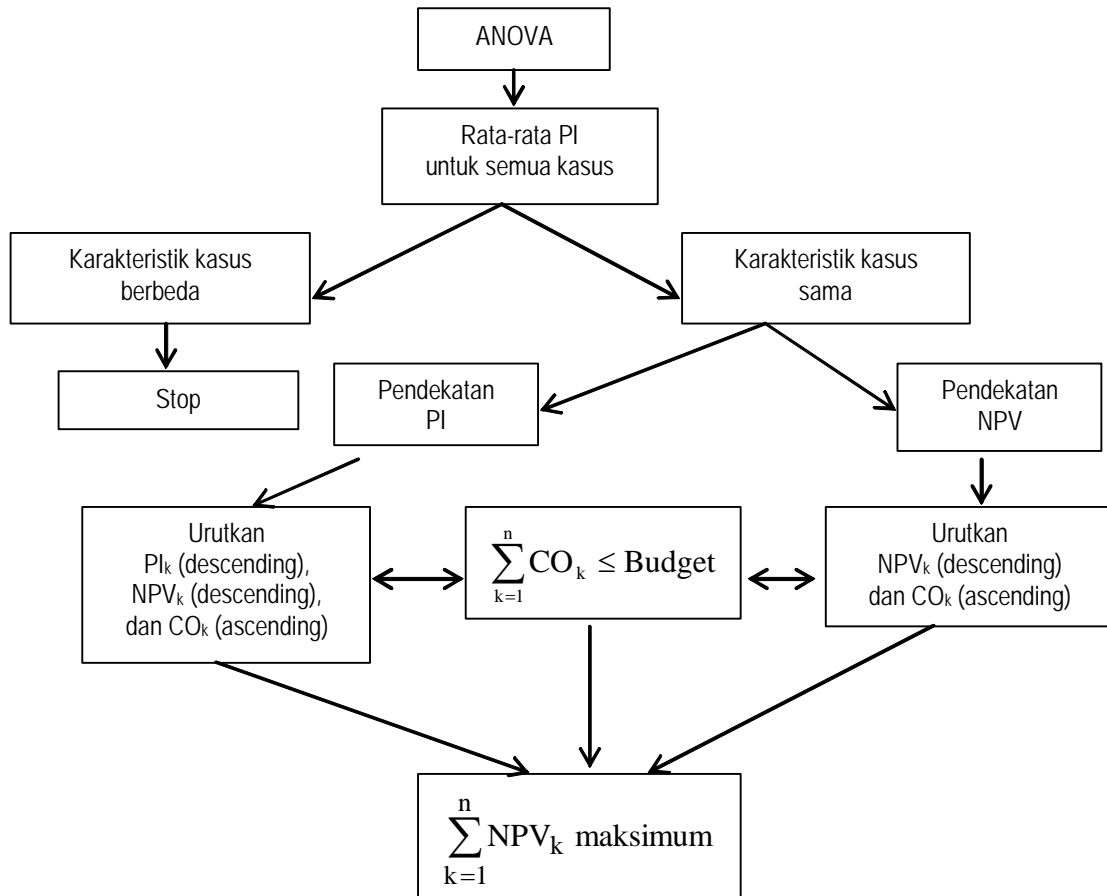 ANOVA
Rata-rata PI
untuk semua kasus
Karakteristik kasus
berbeda
Karakteristik kasus
sama
Stop
Pendekatan
PI
Pendekatan
NPV
Urutkan
PIₖ (descending),
NPVₖ (descending),
dan COₖ (ascending)
n
∑ COₖ ≤ Budget
k=1
Urutkan
NPVₖ (descending)
dan COₖ (ascending)
n
∑ NPVₖ maksimum
k=1